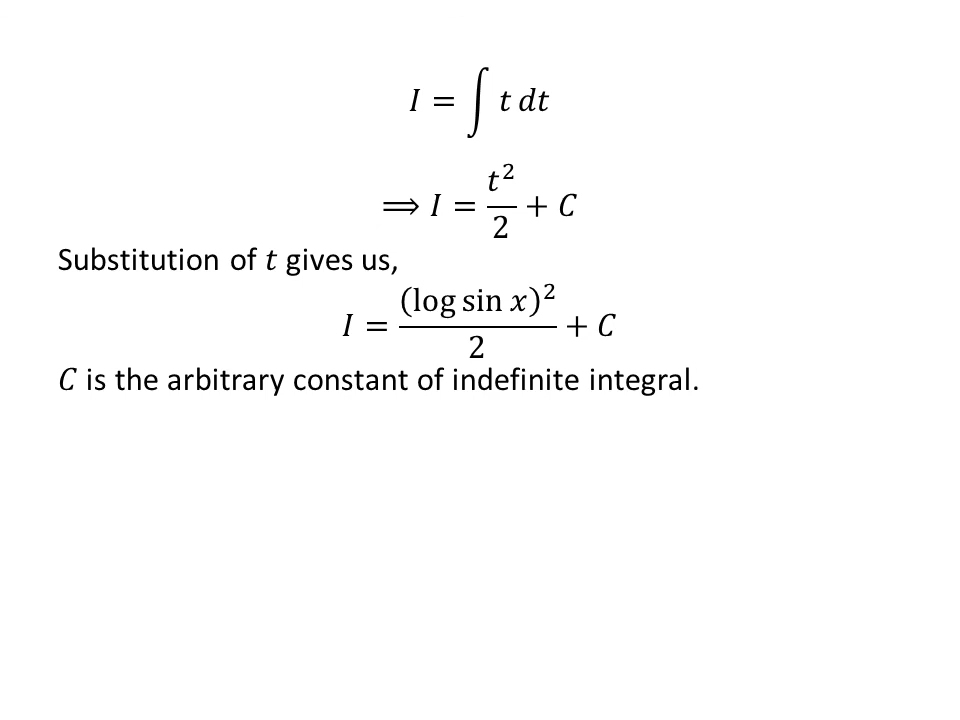 I = ∫ t dt
⟹ I = t²/2 + C
Substitution of t gives us,
I = (log sin x)²/2 + C
C is the arbitrary constant of indefinite integral.